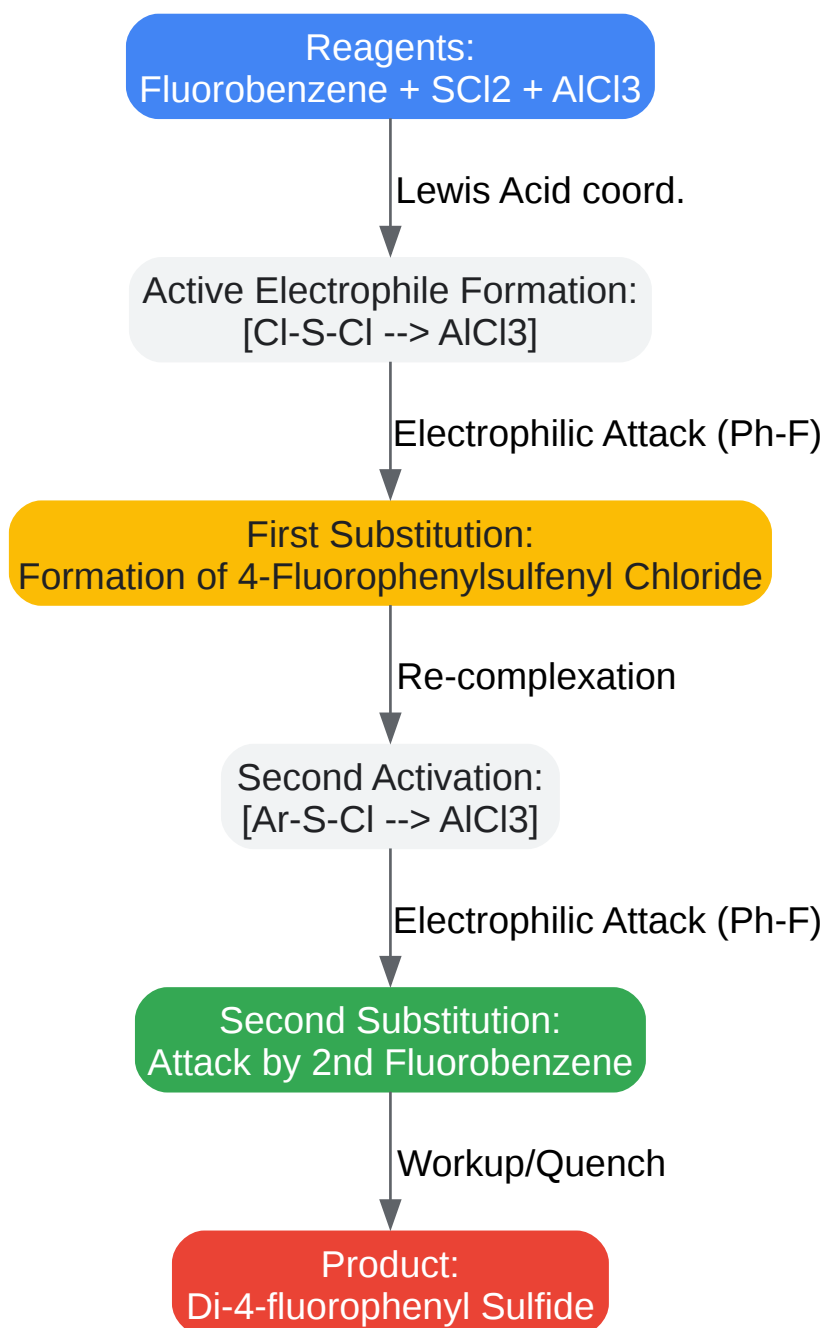 Reagents:
Fluorobenzene + SCl2 + AlCl3
Lewis Acid coord.
Active Electrophile Formation:
[Cl-S-Cl --> AlCl3]
Electrophilic Attack (Ph-F)
First Substitution:
Formation of 4-Fluorophenylsulfenyl Chloride
Re-complexation
Second Activation:
[Ar-S-Cl --> AlCl3]
Electrophilic Attack (Ph-F)
Second Substitution:
Attack by 2nd Fluorobenzene
Workup/Quench
Product:
Di-4-fluorophenyl Sulfide